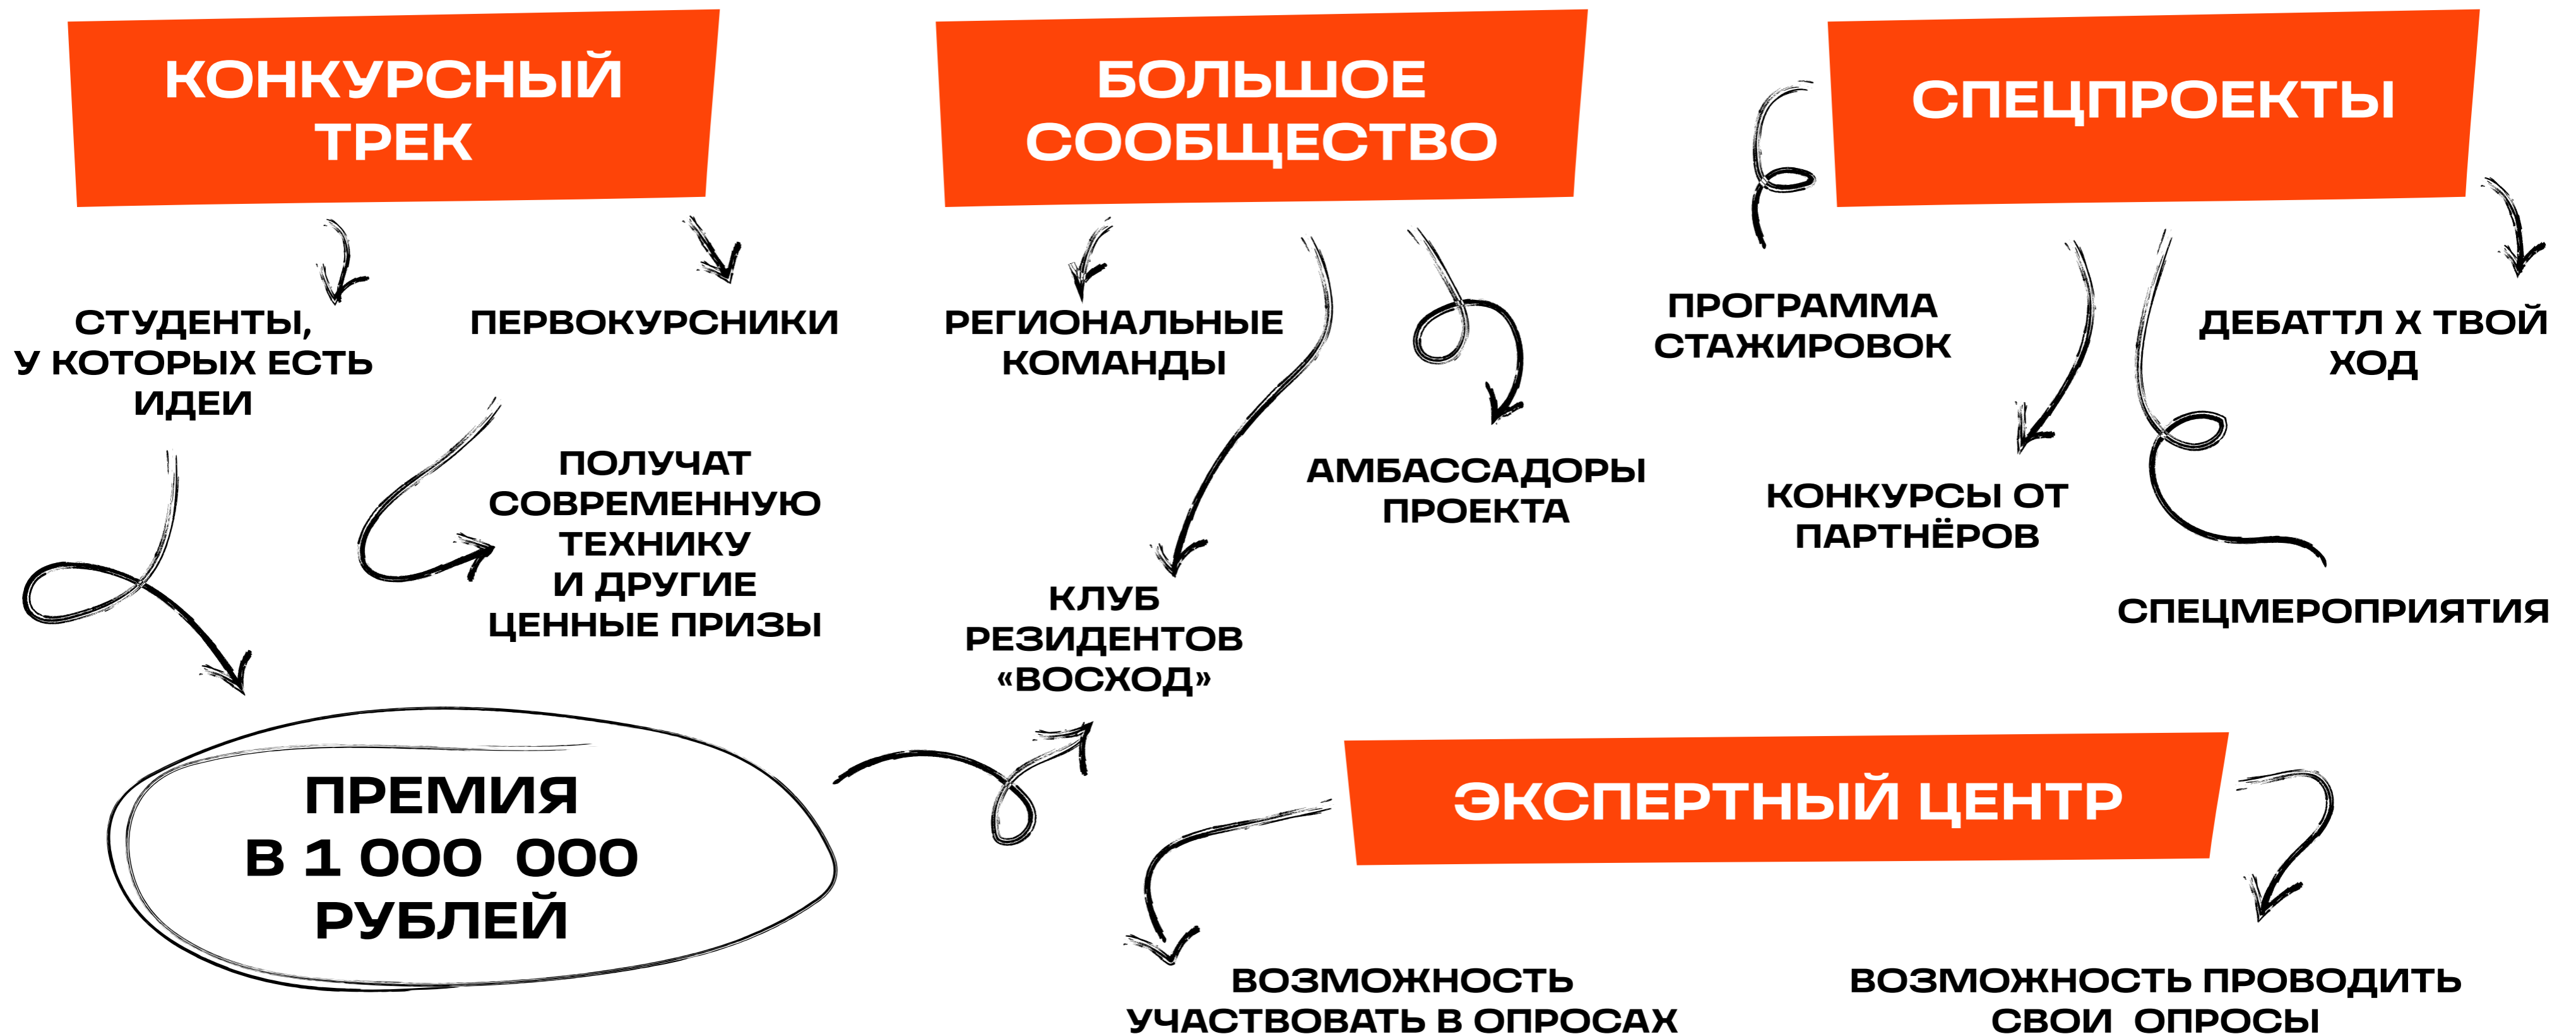 КОНКУРСНЫЙ
ТРЕК
СТУДЕНТЫ,
У КОТОРЫХ ЕСТЬ
ИДЕИ
ПЕРВОКУРСНИКИ
ПОЛУЧАТ
СОВРЕМЕННУЮ
ТЕХНИКУ
И ДРУГИЕ
ЦЕННЫЕ ПРИЗЫ
ПРЕМИЯ
В 1 000 000
РУБЛЕЙ
БОЛЬШОЕ
СООБЩЕСТВО
РЕГИОНАЛЬНЫЕ
КОМАНДЫ
АМБАССАДОРЫ
ПРОЕКТА
КЛУБ
РЕЗИДЕНТОВ
«ВОСХОД»
СПЕЦПРОЕКТЫ
ПРОГРАММА
СТАЖИРОВОК
ДЕБАТТЛ Х ТВОЙ
ХОД
КОНКУРСЫ ОТ
ПАРТНЁРОВ
СПЕЦМЕРОПРИЯТИЯ
ЭКСПЕРТНЫЙ ЦЕНТР
ВОЗМОЖНОСТЬ
УЧАСТВОВАТЬ В ОПРОСАХ
ВОЗМОЖНОСТЬ ПРОВОДИТЬ
СВОИ ОПРОСЫ